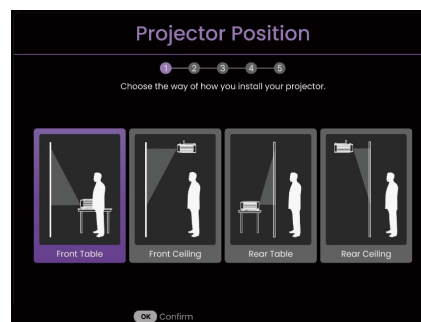 Projector Position
1 2 3 4 5
Choose the way of how you install your projector.
Front Table Front Ceiling Rear Table Rear Ceiling
OK Confirm